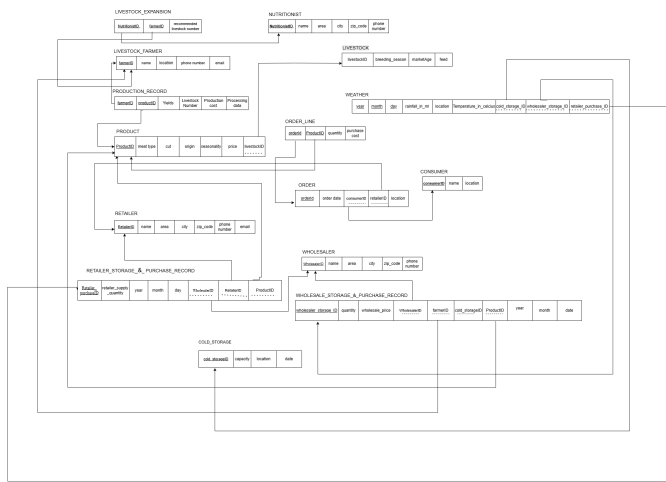 LIVESTOCK_EXPANSION
NutritionistID farmerID recommended livestock number
NUTRITIONIST
NutritionistID name area city zip_code phone number
LIVESTOCK_FARMER
farmerID name location phone number email
LIVESTOCK
livestockID breeding_season marketAge feed
PRODUCTION_RECORD
farmerID productID Yields Livestock Number Production cost Processing data
WEATHER
year month day rainfall_in_ml location Temperature_in_celcius cold_storage_ID wholesaler_storage_ID retailer_purchase_ID
ORDER_LINE
orderId ProductID quantity purchase cost
PRODUCT
ProductID meat type cut origin seasonality price livestockID
CONSUMER
consumerID name location
ORDER
orderId order date consumerID retailerID location
RETAILER
RetailerID name area city zip_code phone number email
WHOLESALER
WholesalerID name area city zip_code phone number
RETAILER_STORAGE_&_PURCHASE_RECORD
Retailer_purchaseID retailer_supply_quantity year month day WholesalerID RetailerID ProductID
WHOLESALE_STORAGE_&_PURCHASE_RECORD
wholesaler_storage_ID quantity wholesale_price WholesalerID farmerID cold_storageID ProductID year month date
COLD_STORAGE
cold_storageID capacity location date